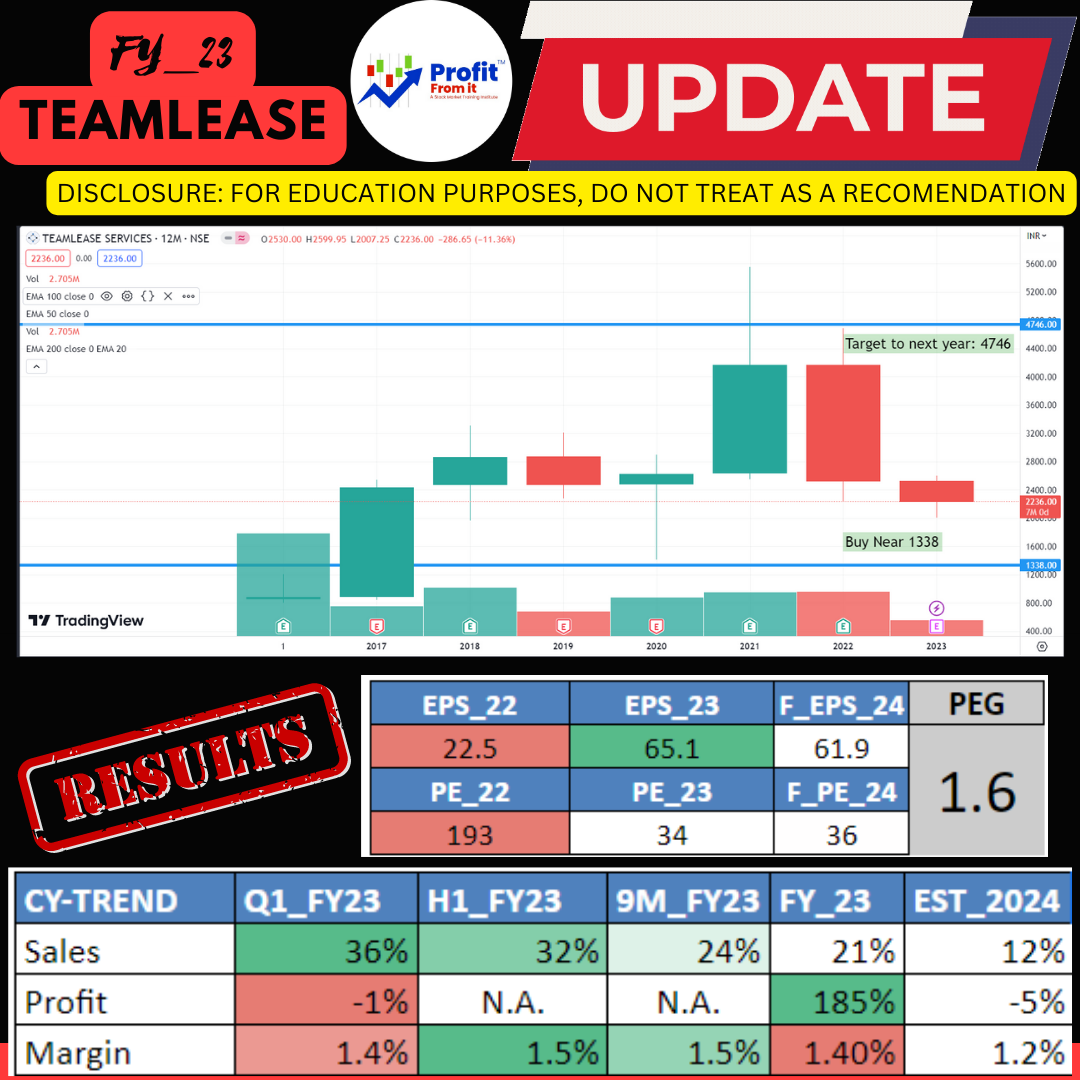 FY_23
TEAMLEASE
Profit™
From it
A Stock Market Training Institute
UPDATE
DISCLOSURE: FOR EDUCATION PURPOSES, DO NOT TREAT AS A RECOMENDATION
TEAMLEASE SERVICES · 12M · NSE O2530.00 H2599.95 L2007.25 C2236.00 −286.65 (−11.36%)
INR
2236.00 0.00 2236.00
Vol 2.705M
EMA 100 close 0
EMA 50 close 0
Vol 2.705M
EMA 200 close 0 EMA 20
5600.00
5200.00
4746.00
4400.00
4000.00
3600.00
3200.00
2800.00
2400.00
2236.00
7M 0d
2000.00
1600.00
1338.00
1200.00
800.00
400.00
Target to next year: 4746
Buy Near 1338
E E E E E E E E
TradingView
1 2017 2018 2019 2020 2021 2022 2023
RESULTS
EPS_22 EPS_23 F_EPS_24 PEG
22.5 65.1 61.9 1.6
PE_22 PE_23 F_PE_24
193 34 36
CY-TREND Q1_FY23 H1_FY23 9M_FY23 FY_23 EST_2024
Sales 36% 32% 24% 21% 12%
Profit -1% N.A. N.A. 185% -5%
Margin 1.4% 1.5% 1.5% 1.40% 1.2%